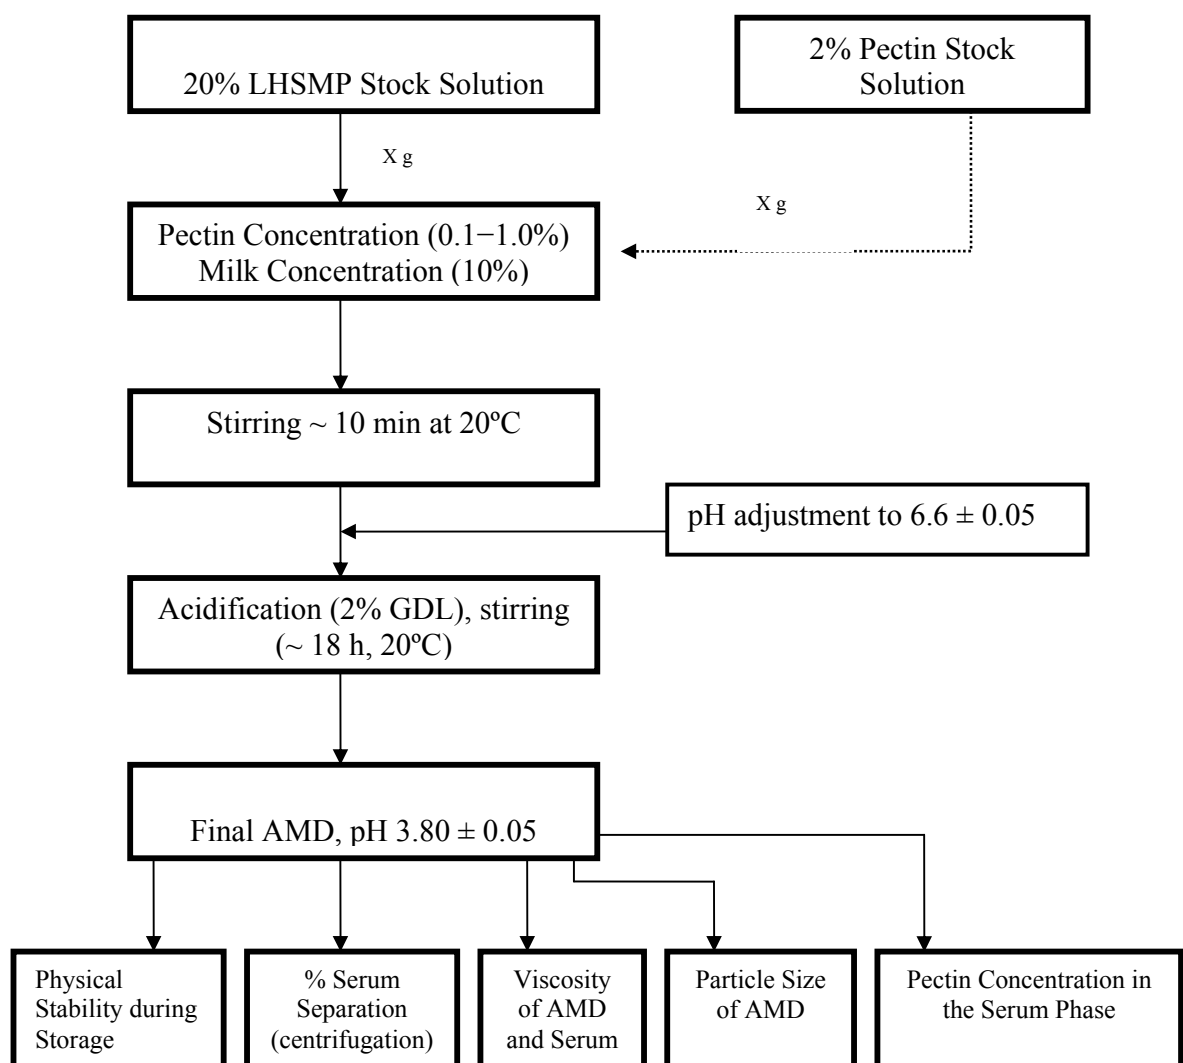 20% LHSMP Stock Solution
2% Pectin Stock
Solution
X g
X g
Pectin Concentration (0.1−1.0%)
Milk Concentration (10%)
Stirring ~ 10 min at 20ºC
pH adjustment to 6.6 ± 0.05
Acidification (2% GDL), stirring
(~ 18 h, 20ºC)
Final AMD, pH 3.80 ± 0.05
Physical
Stability during
Storage
% Serum
Separation
(centrifugation)
Viscosity
of AMD
and Serum
Particle Size
of AMD
Pectin Concentration in
the Serum Phase